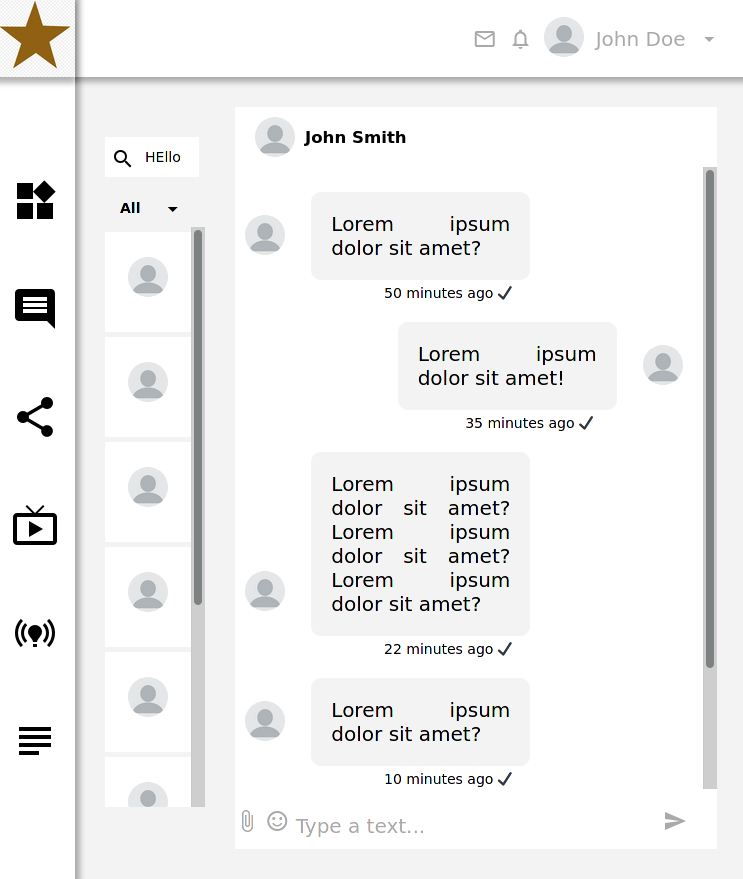 John Doe
John Smith
HEllo
All
Lorem ipsum
dolor sit amet?
50 minutes ago
Lorem ipsum
dolor sit amet!
35 minutes ago
Lorem ipsum
dolor sit amet?
Lorem ipsum
dolor sit amet?
Lorem ipsum
dolor sit amet?
22 minutes ago
Lorem ipsum
dolor sit amet?
10 minutes ago
Type a text...